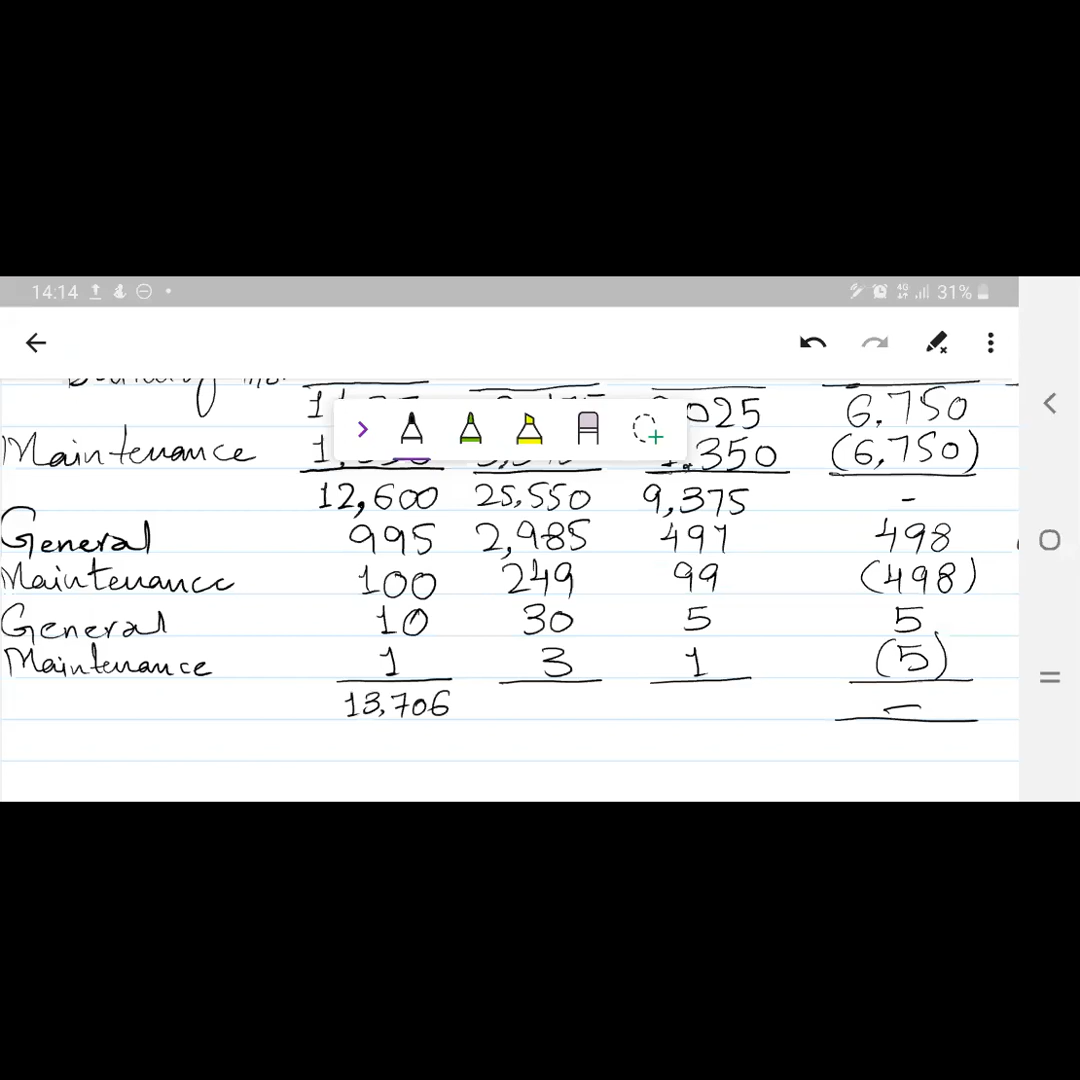 14:14 31%
025 6,750
Maintenance .350 (6,750)
12,600 25,550 9,375 -
General 995 2,985 497 498
Maintenance 100 249 99 (498)
General 10 30 5 5
Maintenance 1 3 1 (5)
13,706 -